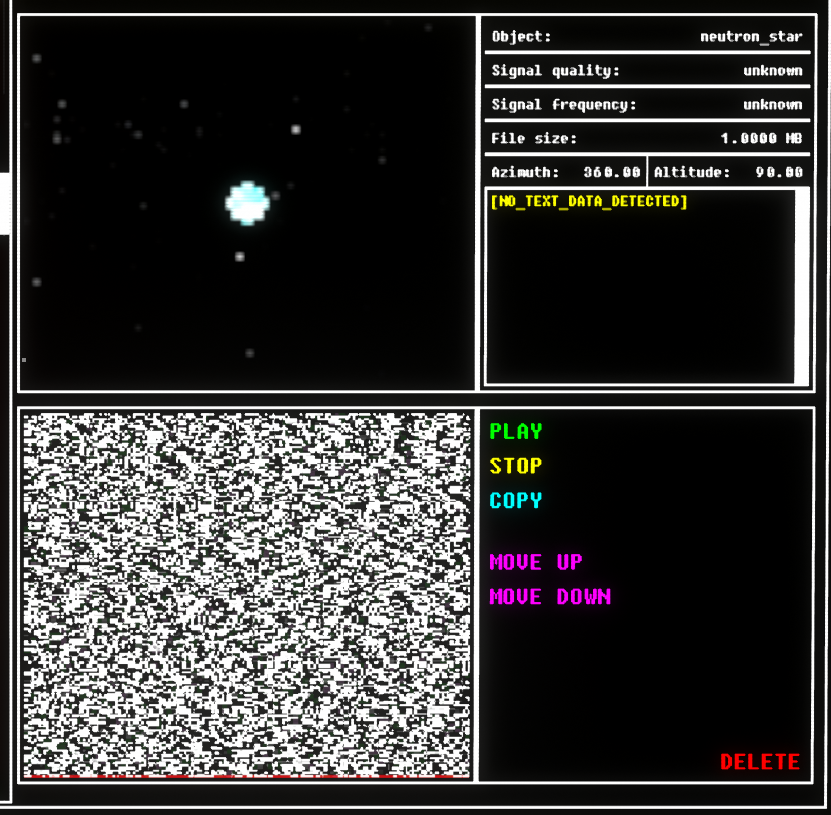 Object: neutron_star
Signal quality: unknown
Signal frequency: unknown
File size: 1.0000 MB
Azimuth: 360.00 Altitude: 90.00
[NO_TEXT_DATA_DETECTED]
PLAY
STOP
COPY
MOVE UP
MOVE DOWN
DELETE